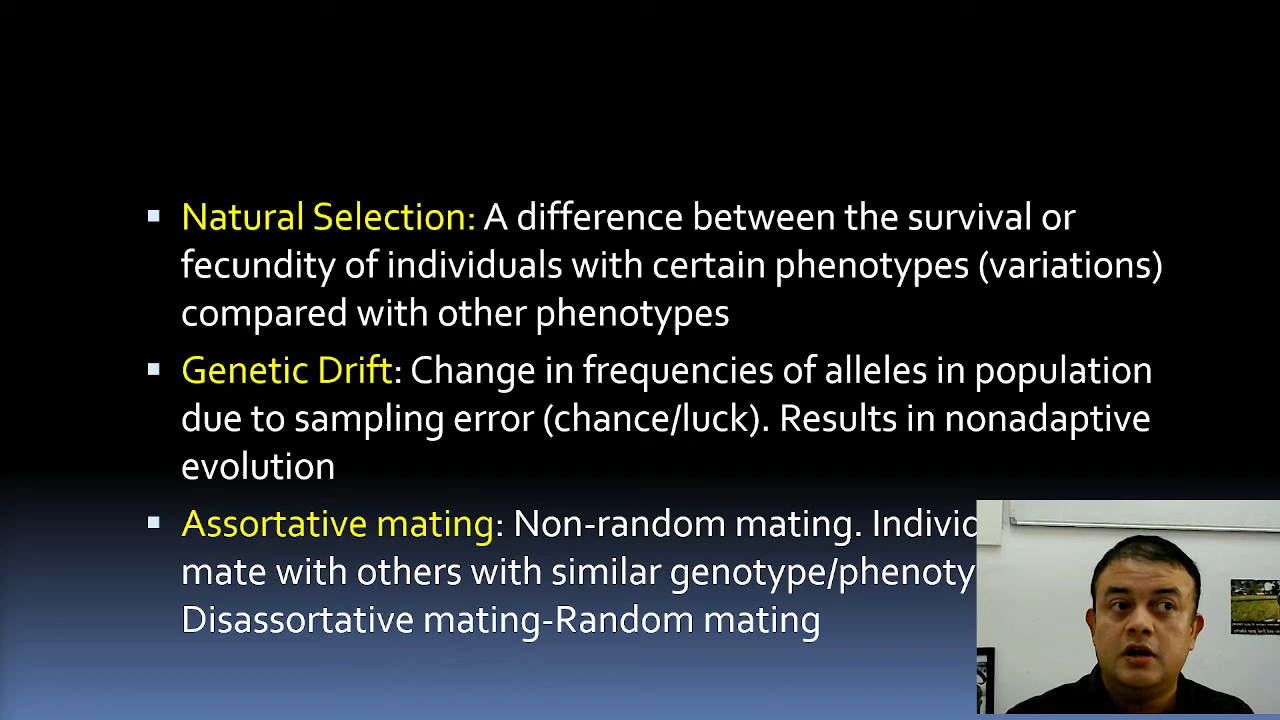 Natural Selection: A difference between the survival or
fecundity of individuals with certain phenotypes (variations)
compared with other phenotypes
Genetic Drift: Change in frequencies of alleles in population
due to sampling error (chance/luck). Results in nonadaptive
evolution
Assortative mating: Non-random mating. Individ
mate with others with similar genotype/phenoty
Disassortative mating-Random mating